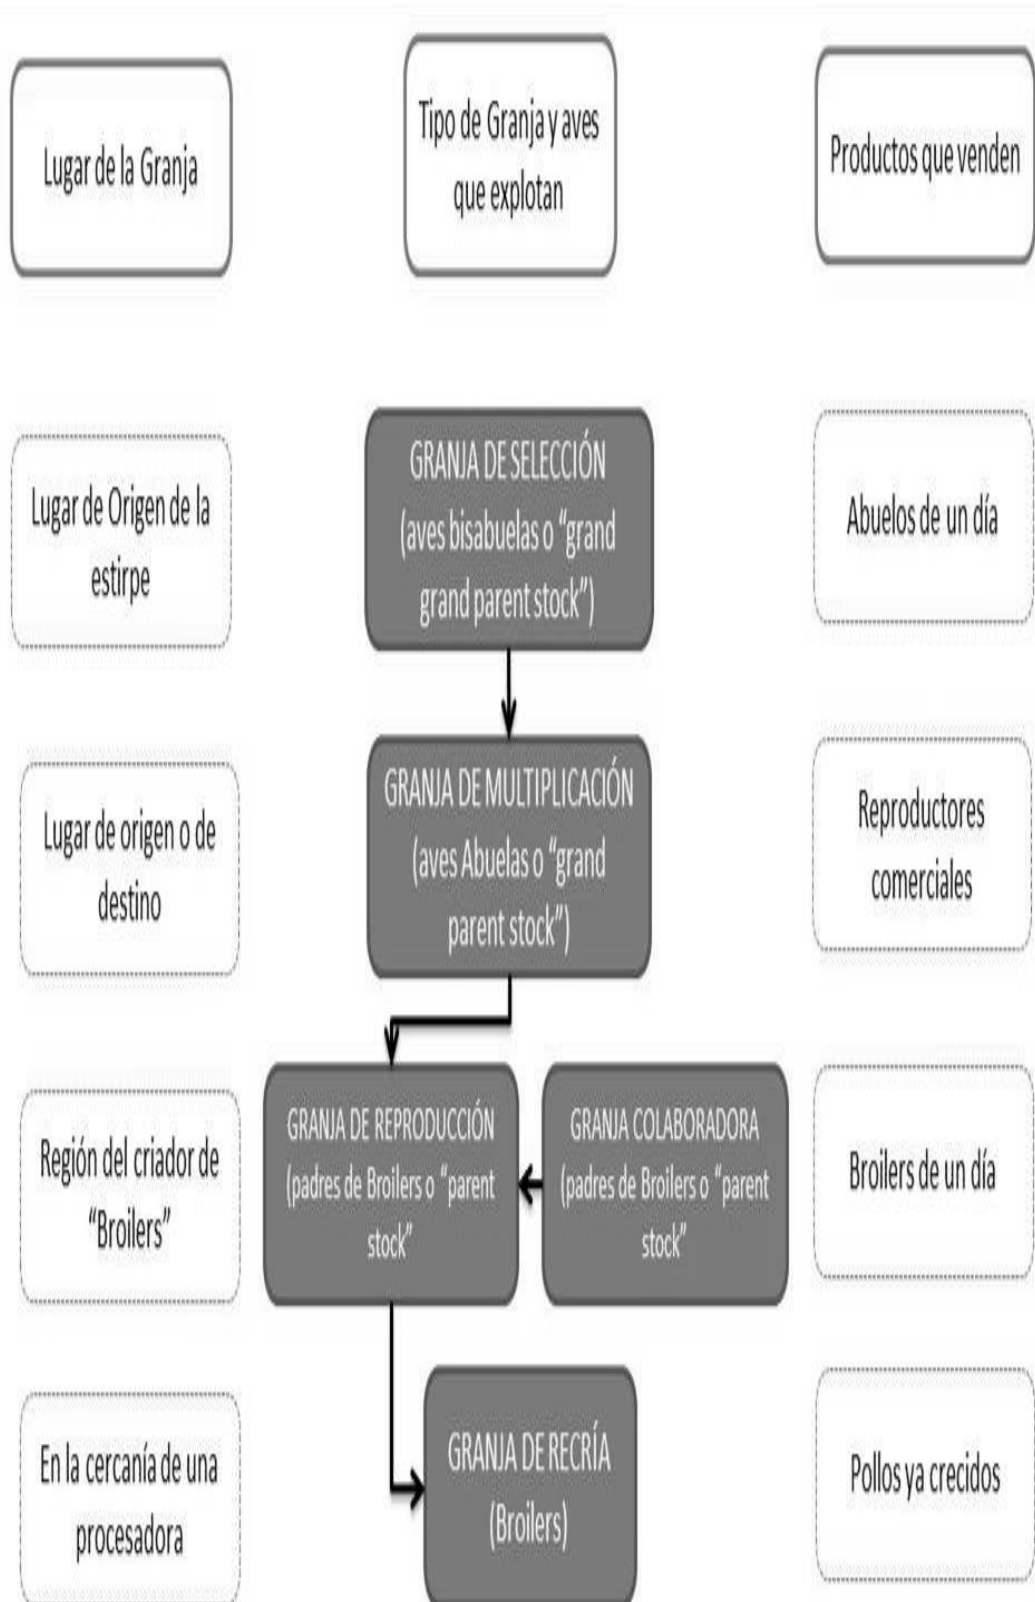 Lugar de la Granja
Tipo de Granja y aves
que explotan
Productos que venden
Lugar de Origen de la
estirpe
GRANJA DE SELECCIÓN
(aves bisabuelas o “grand
grand parent stock”)
Abuelos de un día
Lugar de origen o de
destino
GRANJA DE MULTIPLICACIÓN
(aves Abuelas o “grand
parent stock”)
Reproductores
comerciales
Región del criador de
“Broilers”
GRANJA DE REPRODUCCIÓN
(padres de Broilers o “parent
stock”
GRANJA COLABORADORA
(padres de Broilers o “parent
stock”
Broilers de un día
En la cercanía de una
procesadora
GRANJA DE RECRÍA
(Broilers)
Pollos ya crecidos